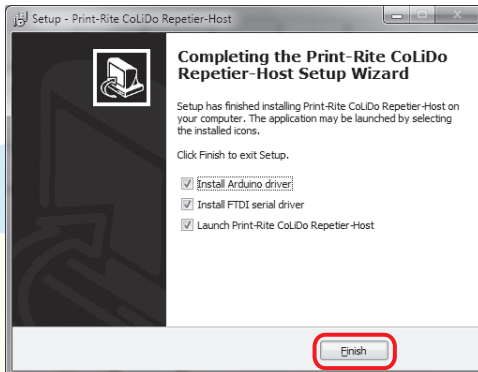 Setup - Print-Rite CoLiDo Repetier-Host
Completing the Print-Rite CoLiDo
Repetier-Host Setup Wizard
Setup has finished installing Print-Rite CoLiDo Repetier-Host on
your computer. The application may be launched by selecting
the installed icons.
Click Finish to exit Setup.
Install Arduino driver
Install FTDI serial driver
Launch Print-Rite CoLiDo Repetier-Host
Finish